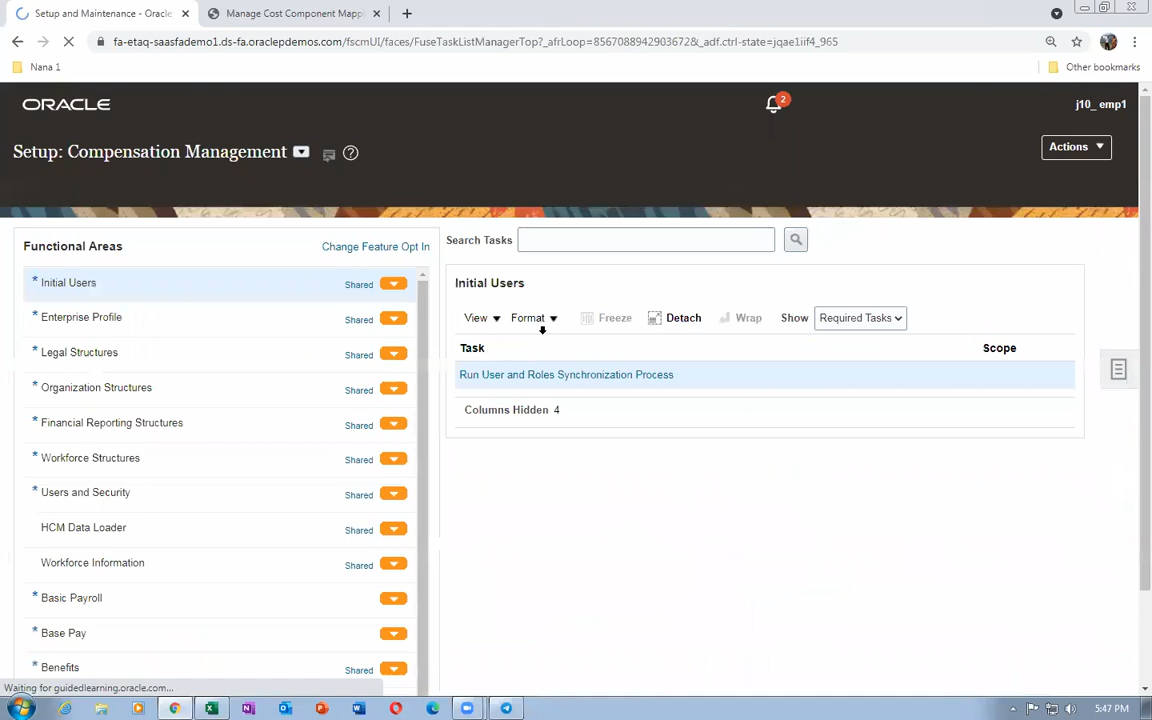 Setup and Maintenance - Oracle
Manage Cost Component Mapp
fa-etaq-saasfademo1.ds-fa.oraclepdemos.com/fscmUI/faces/FuseTaskListManagerTop?_afrLoop=8567088942903672&_adf.ctrl-state=jqae1iif4_965
Nana 1
Other bookmarks
ORACLE
2
j10_ emp1
Setup: Compensation Management
Actions
Functional Areas
Change Feature Opt In
Search Tasks
* Initial Users Shared
* Enterprise Profile Shared
* Legal Structures Shared
* Organization Structures Shared
* Financial Reporting Structures Shared
* Workforce Structures Shared
* Users and Security Shared
HCM Data Loader Shared
Workforce Information Shared
* Basic Payroll
* Base Pay
* Benefits Shared
Initial Users
View Format Freeze Detach Wrap Show Required Tasks
Task Scope
Run User and Roles Synchronization Process
Columns Hidden 4
Waiting for guidedlearning.oracle.com...
5:47 PM